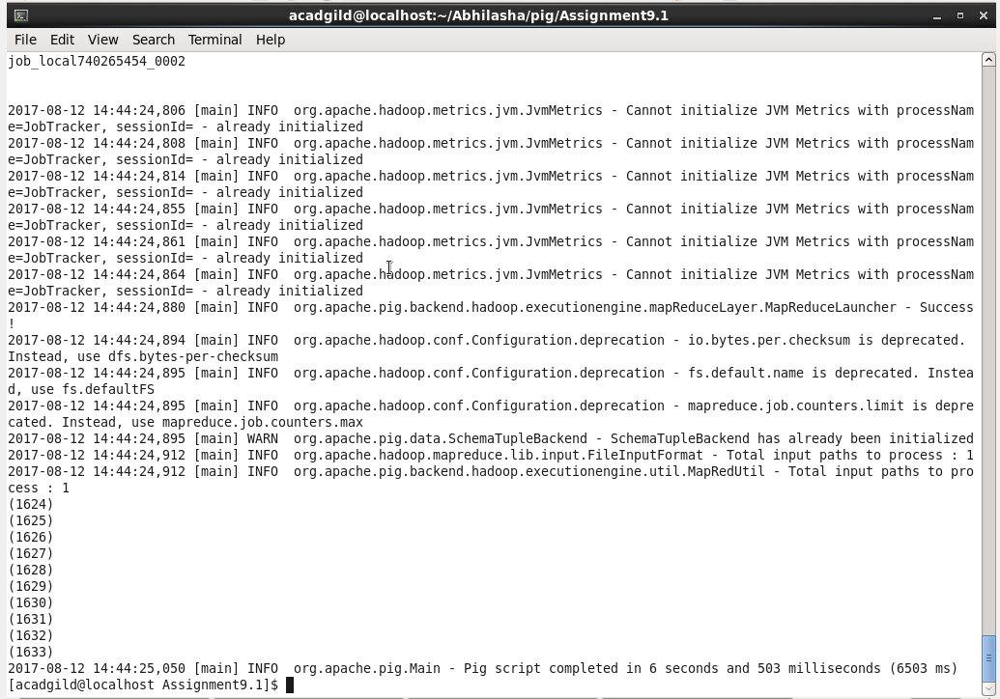 acadgild@localhost:~/Abhilasha/pig/Assignment9.1
File Edit View Search Terminal Help
job_local740265454_0002
2017-08-12 14:44:24,806 [main] INFO  org.apache.hadoop.metrics.jvm.JvmMetrics - Cannot initialize JVM Metrics with processNam
e=JobTracker, sessionId= - already initialized
2017-08-12 14:44:24,808 [main] INFO  org.apache.hadoop.metrics.jvm.JvmMetrics - Cannot initialize JVM Metrics with processNam
e=JobTracker, sessionId= - already initialized
2017-08-12 14:44:24,814 [main] INFO  org.apache.hadoop.metrics.jvm.JvmMetrics - Cannot initialize JVM Metrics with processNam
e=JobTracker, sessionId= - already initialized
2017-08-12 14:44:24,855 [main] INFO  org.apache.hadoop.metrics.jvm.JvmMetrics - Cannot initialize JVM Metrics with processNam
e=JobTracker, sessionId= - already initialized
2017-08-12 14:44:24,861 [main] INFO  org.apache.hadoop.metrics.jvm.JvmMetrics - Cannot initialize JVM Metrics with processNam
e=JobTracker, sessionId= - already initialized
2017-08-12 14:44:24,864 [main] INFO  org.apache.hadoop.metrics.jvm.JvmMetrics - Cannot initialize JVM Metrics with processNam
e=JobTracker, sessionId= - already initialized
2017-08-12 14:44:24,880 [main] INFO  org.apache.pig.backend.hadoop.executionengine.mapReduceLayer.MapReduceLauncher - Success
!
2017-08-12 14:44:24,894 [main] INFO  org.apache.hadoop.conf.Configuration.deprecation - io.bytes.per.checksum is deprecated.
Instead, use dfs.bytes-per-checksum
2017-08-12 14:44:24,895 [main] INFO  org.apache.hadoop.conf.Configuration.deprecation - fs.default.name is deprecated. Instea
d, use fs.defaultFS
2017-08-12 14:44:24,895 [main] INFO  org.apache.hadoop.conf.Configuration.deprecation - mapreduce.job.counters.limit is depre
cated. Instead, use mapreduce.job.counters.max
2017-08-12 14:44:24,895 [main] WARN  org.apache.pig.data.SchemaTupleBackend - SchemaTupleBackend has already been initialized
2017-08-12 14:44:24,912 [main] INFO  org.apache.hadoop.mapreduce.lib.input.FileInputFormat - Total input paths to process : 1
2017-08-12 14:44:24,912 [main] INFO  org.apache.pig.backend.hadoop.executionengine.util.MapRedUtil - Total input paths to pro
cess : 1
(1624)
(1625)
(1626)
(1627)
(1628)
(1629)
(1630)
(1631)
(1632)
(1633)
2017-08-12 14:44:25,050 [main] INFO  org.apache.pig.Main - Pig script completed in 6 seconds and 503 milliseconds (6503 ms)
[acadgild@localhost Assignment9.1]$